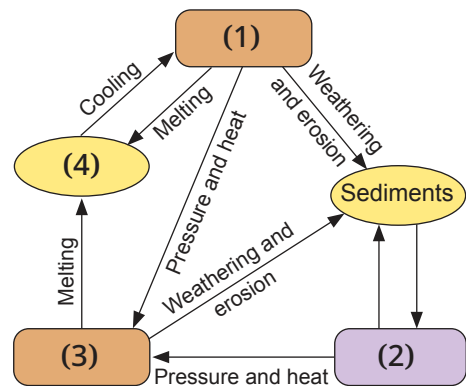 (1)
Cooling
Melting
Pressure and heat
Weathering
and erosion
(4)
Sediments
Melting
Weathering and
erosion
(3)
(2)
Pressure and heat